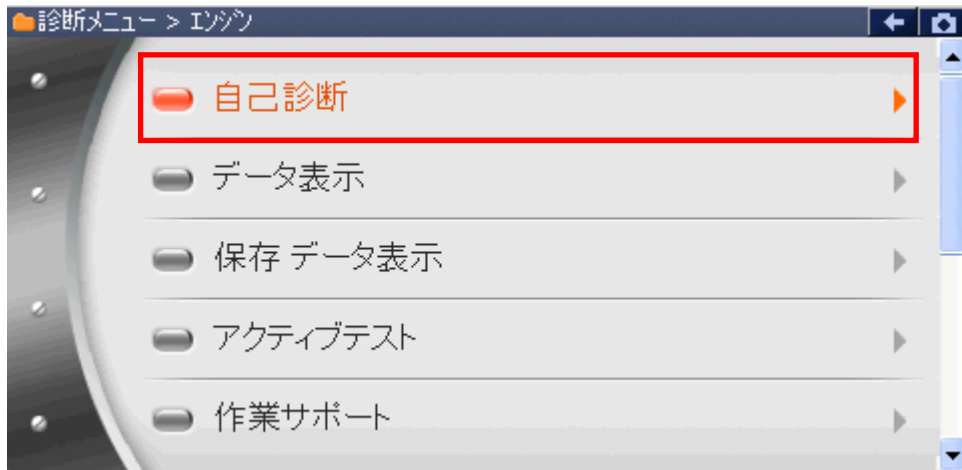 診断メニュー > エンジン
自己診断
データ表示
保存 データ表示
アクティブテスト
作業サポート